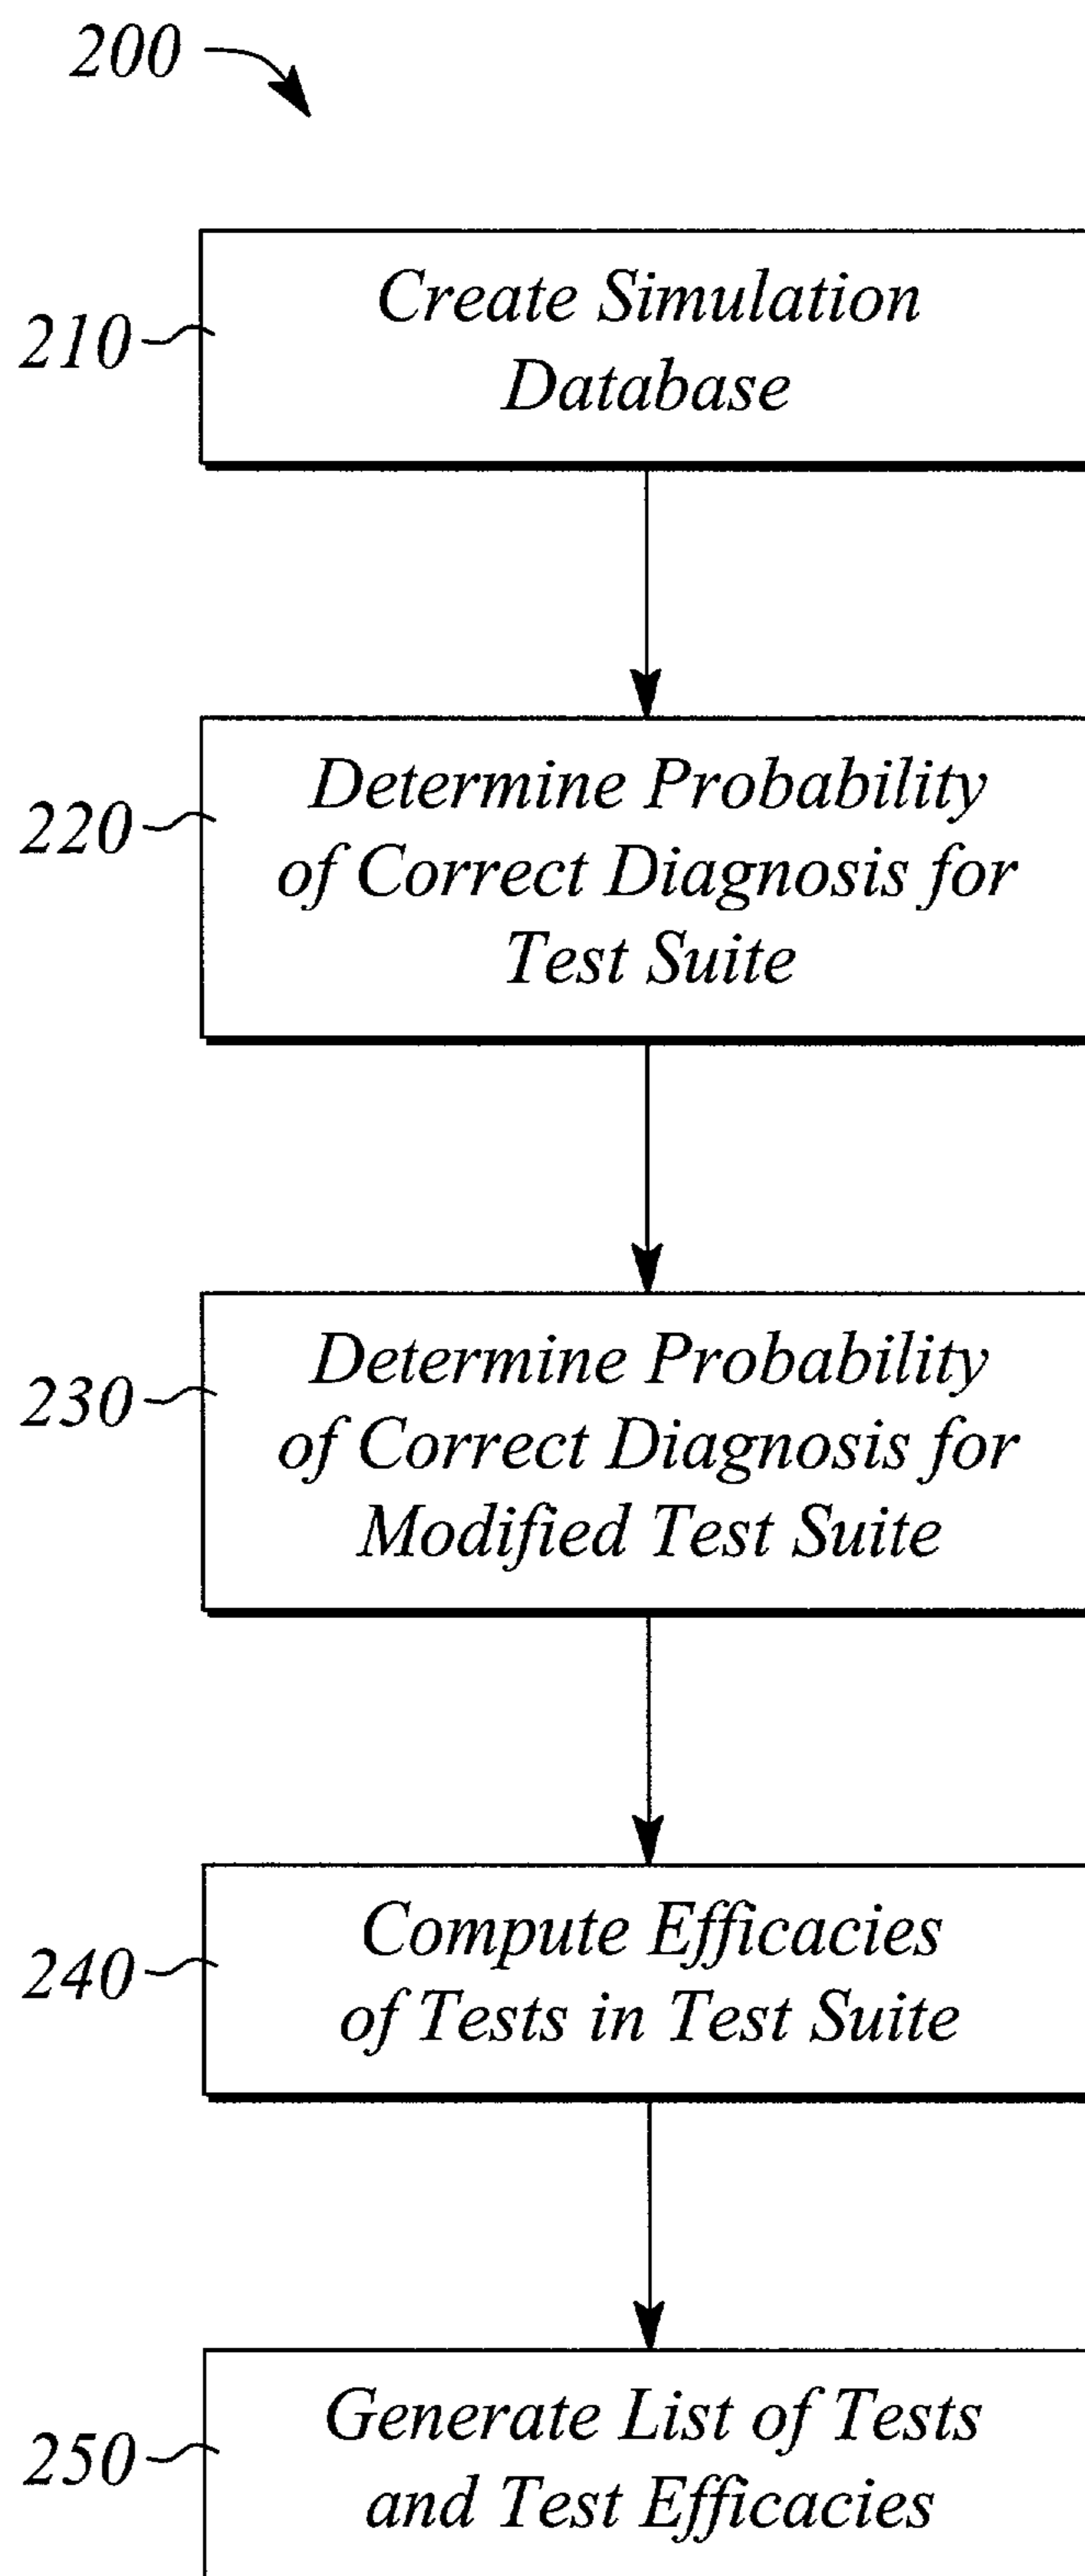 200
210
Create Simulation
Database
220
Determine Probability
of Correct Diagnosis for
Test Suite
230
Determine Probability
of Correct Diagnosis for
Modified Test Suite
240
Compute Efficacies
of Tests in Test Suite
250
Generate List of Tests
and Test Efficacies